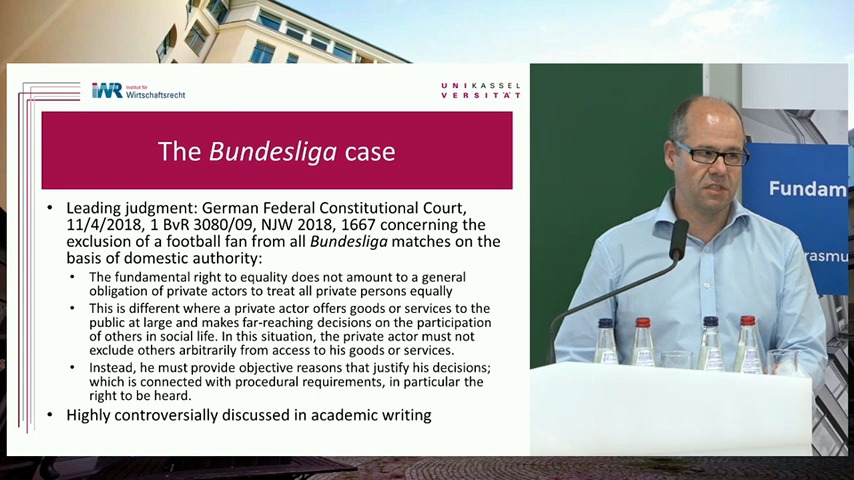 iWR Institut für
Wirtschaftsrecht
UNIKASSEL
VERSITÄT
The Bundesliga case
• Leading judgment: German Federal Constitutional Court,
11/4/2018, 1 BvR 3080/09, NJW 2018, 1667 concerning the
exclusion of a football fan from all Bundesliga matches on the
basis of domestic authority:
• The fundamental right to equality does not amount to a general
obligation of private actors to treat all private persons equally
• This is different where a private actor offers goods or services to the
public at large and makes far-reaching decisions on the participation
of others in social life. In this situation, the private actor must not
exclude others arbitrarily from access to his goods or services.
• Instead, he must provide objective reasons that justify his decisions;
which is connected with procedural requirements, in particular the
right to be heard.
• Highly controversially discussed in academic writing
Fundam
rasmu